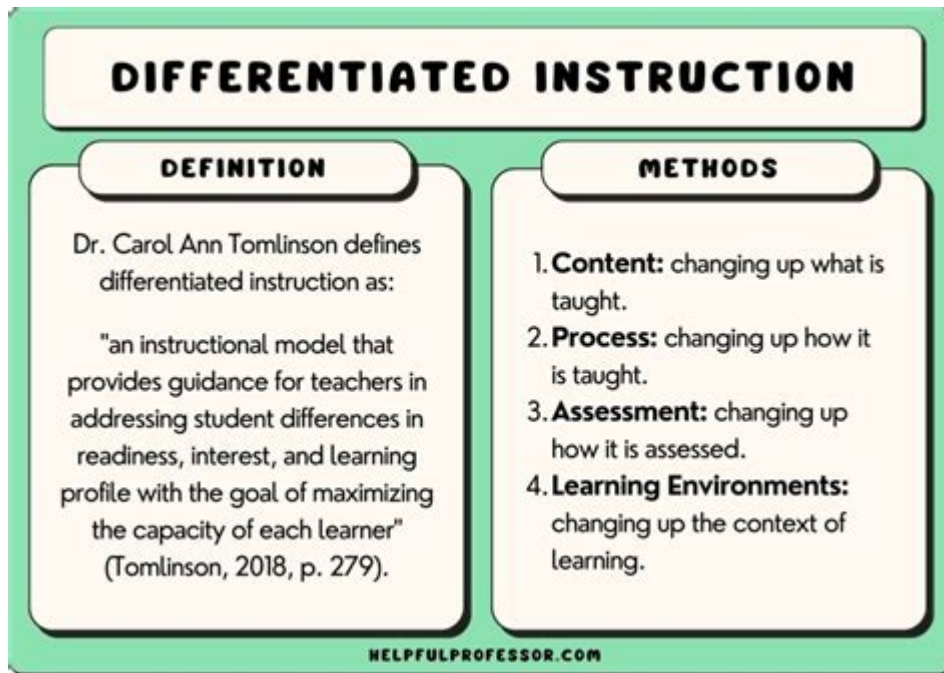 DIFFERENTIATED INSTRUCTION
DEFINITION
Dr. Carol Ann Tomlinson defines
differentiated instruction as:
"an instructional model that
provides guidance for teachers in
addressing student differences in
readiness, interest, and learning
profile with the goal of maximizing
the capacity of each learner"
(Tomlinson, 2018, p. 279).
METHODS
1. Content: changing up what is
taught.
2. Process: changing up how it
is taught.
3. Assessment: changing up
how it is assessed.
4. Learning Environments:
changing up the context of
learning.
HELPFULPROFESSOR.COM